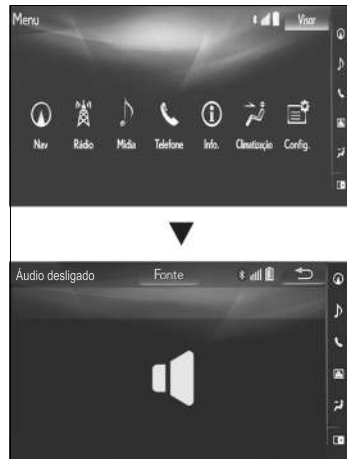 Menu
Visor
Nav Rádio Mídia Telefone Info. Climatização Config.
Áudio desligado Fonte